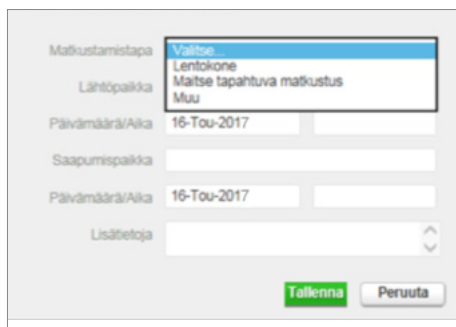 Matkustamistapa Valitse...
Lentokone
Lähtöpaikka Maitse tapahtuva matkustus
Muu
Päivämäärä/Aika 16-Tou-2017
Saapumispaikka
Päivämäärä/Aika 16-Tou-2017
Lisätietoja
Tallenna Peruuta